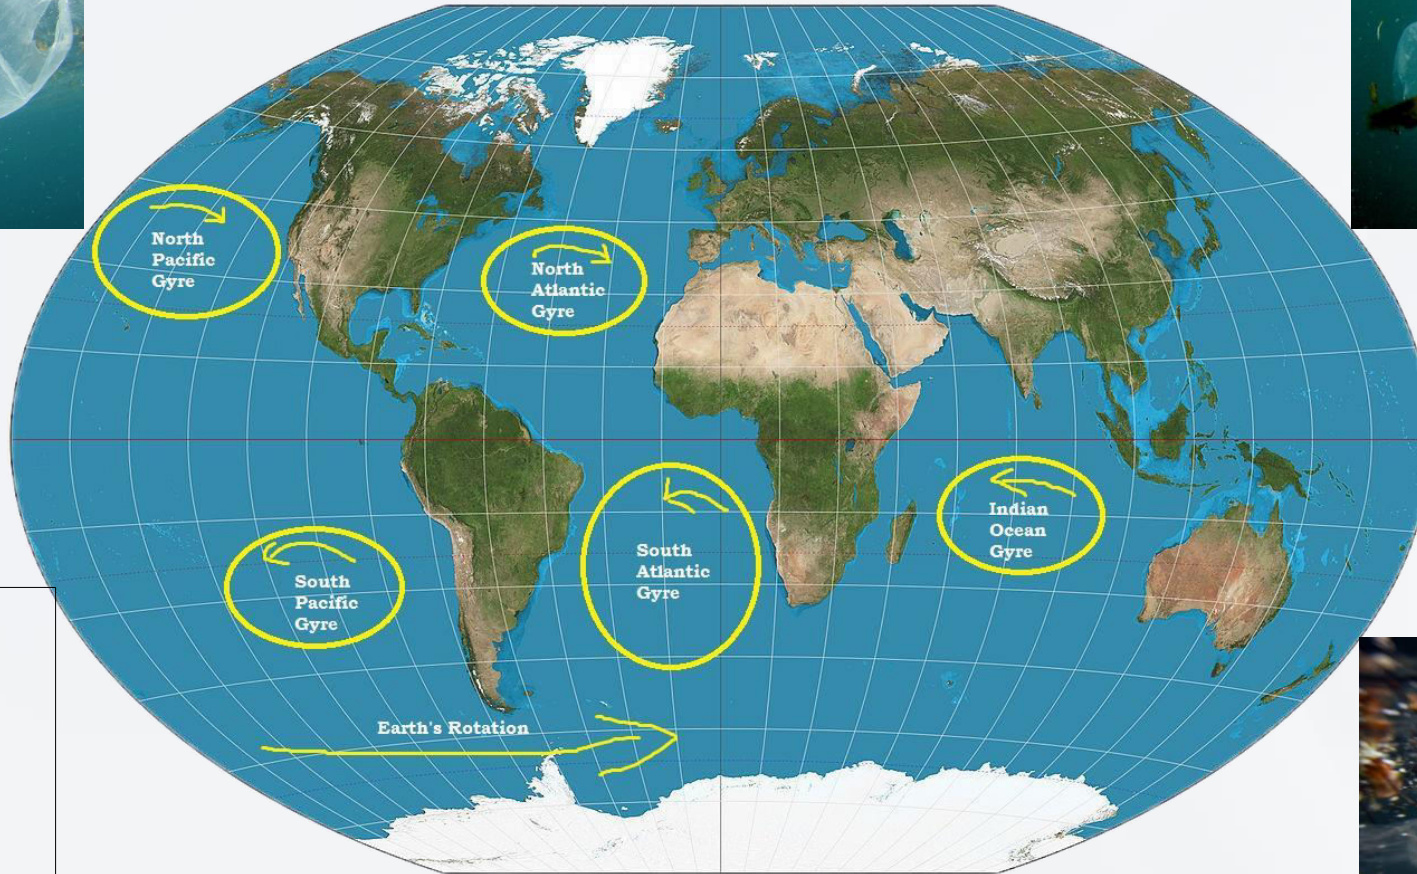 North
Pacific
Gyre
North
Atlantic
Gyre
South
Pacific
Gyre
South
Atlantic
Gyre
Indian
Ocean
Gyre
Earth's Rotation